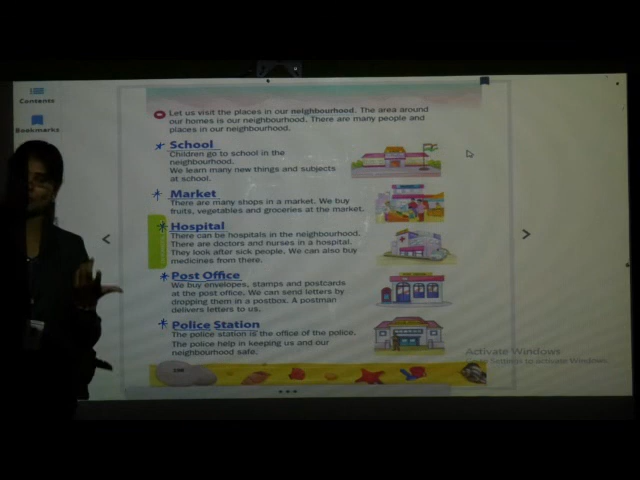 Contents
Bookmarks
Let us visit the places in our neighbourhood. The area around
our homes is our neighbourhood. There are many people and
places in our neighbourhood.
School
Children go to school in the
neighbourhood.
We learn many new things and subjects
at school.
Market
There are many shops in a market. We buy
fruits, vegetables and groceries at the market.
Hospital
There can be hospitals in the neighbourhood.
There are doctors and nurses in a hospital.
They look after sick people. We can also buy
medicines from there.
Post Office
We buy envelopes, stamps and postcards
at the post office. We can send letters by
dropping them in a postbox. A postman
delivers letters to us.
Police Station
The police station is the office of the police.
The police help in keeping us and our
neighbourhood safe.
Activate Windows
Go to Settings to activate Windows.